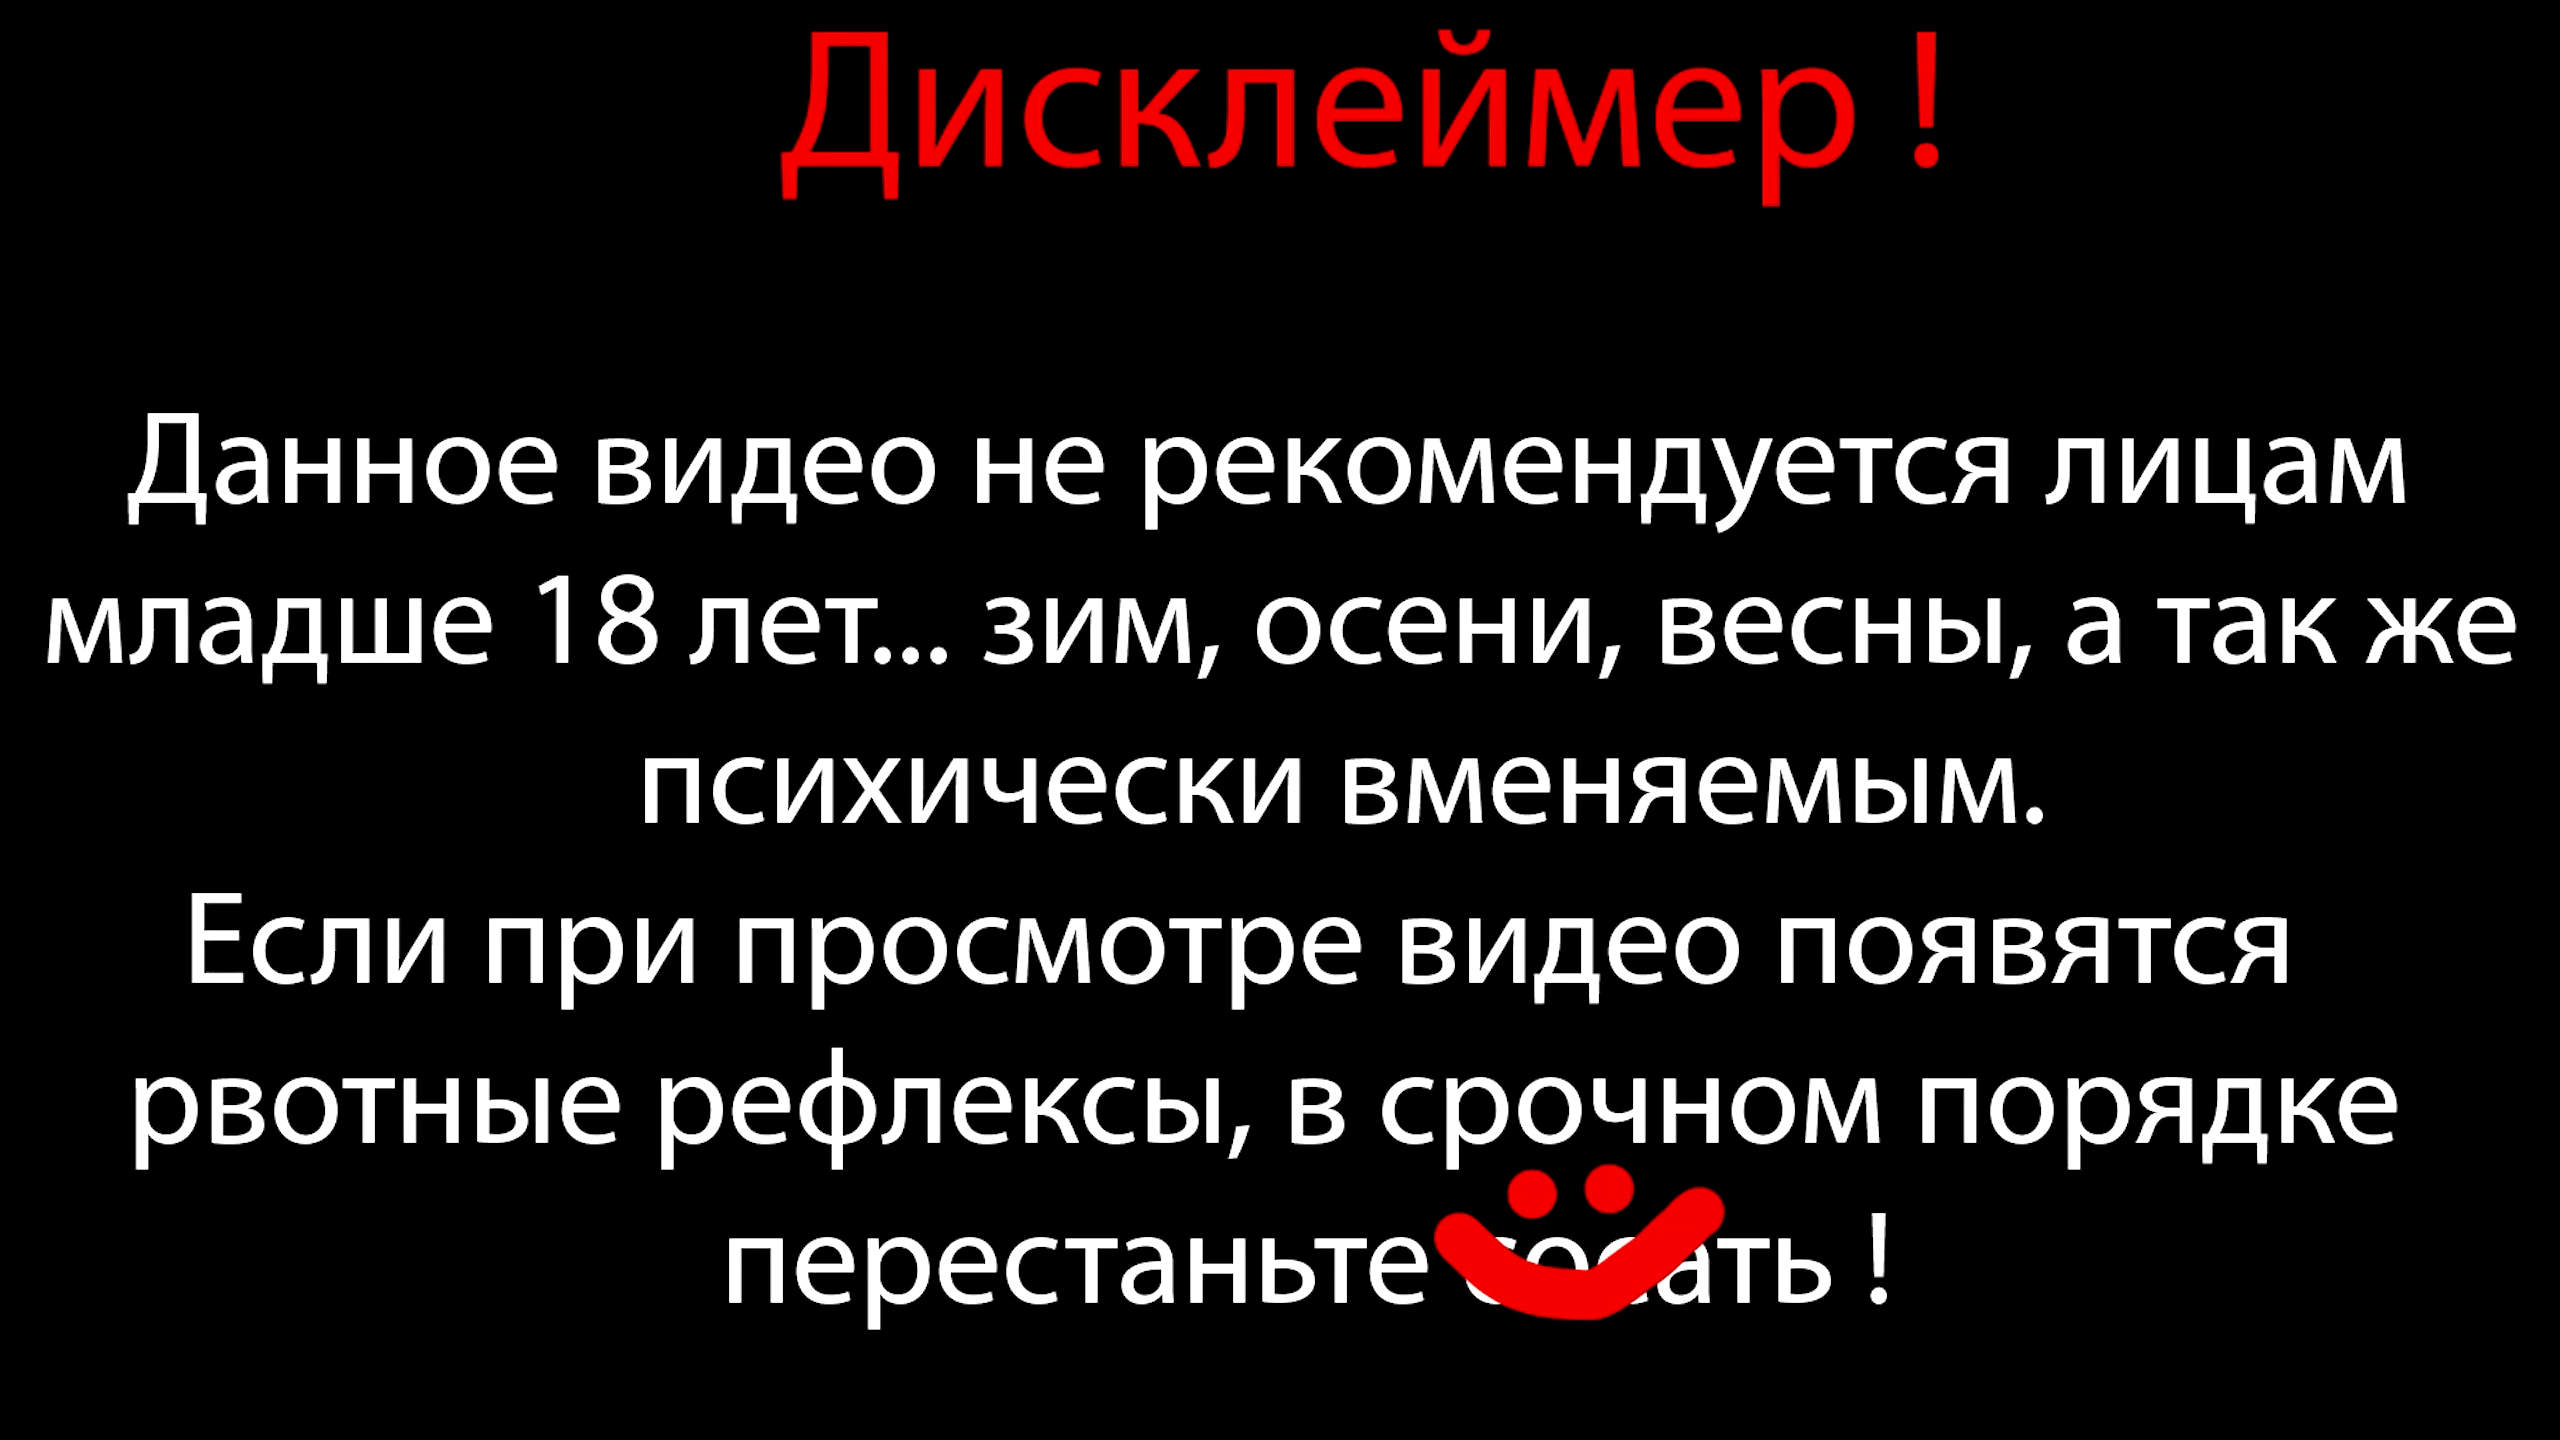 Дисклеймер !
Данное видео не рекомендуется лицам
младше 18 лет... зим, осени, весны, а так же
психически вменяемым.
Если при просмотре видео появятся
рвотные рефлексы, в срочном порядке
перестаньте сосать !